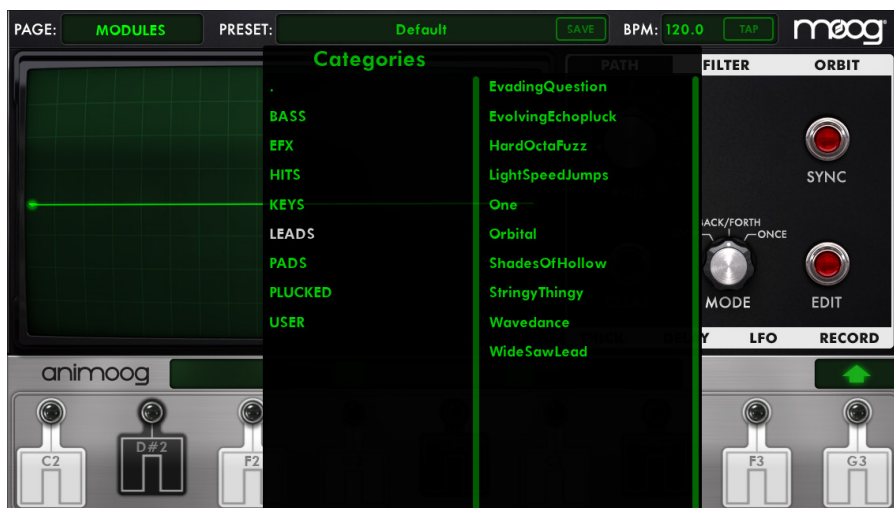 PAGE: MODULES PRESET: Default SAVE BPM: 120.0 TAP moog
Categories
PATH FILTER ORBIT
.
BASS
EFX
HITS
KEYS
LEADS
PADS
PLUCKED
USER
EvadingQuestion
EvolvingEchopluck
HardOctaFuzz
LightSpeedJumps
One
Orbital
ShadesOfHollow
StringyThingy
Wavedance
WideSawLead
SYNC
ACK/FORTH
ONCE
MODE EDIT
Y LFO RECORD
animoog
C2 D#2 F2 F3 G3